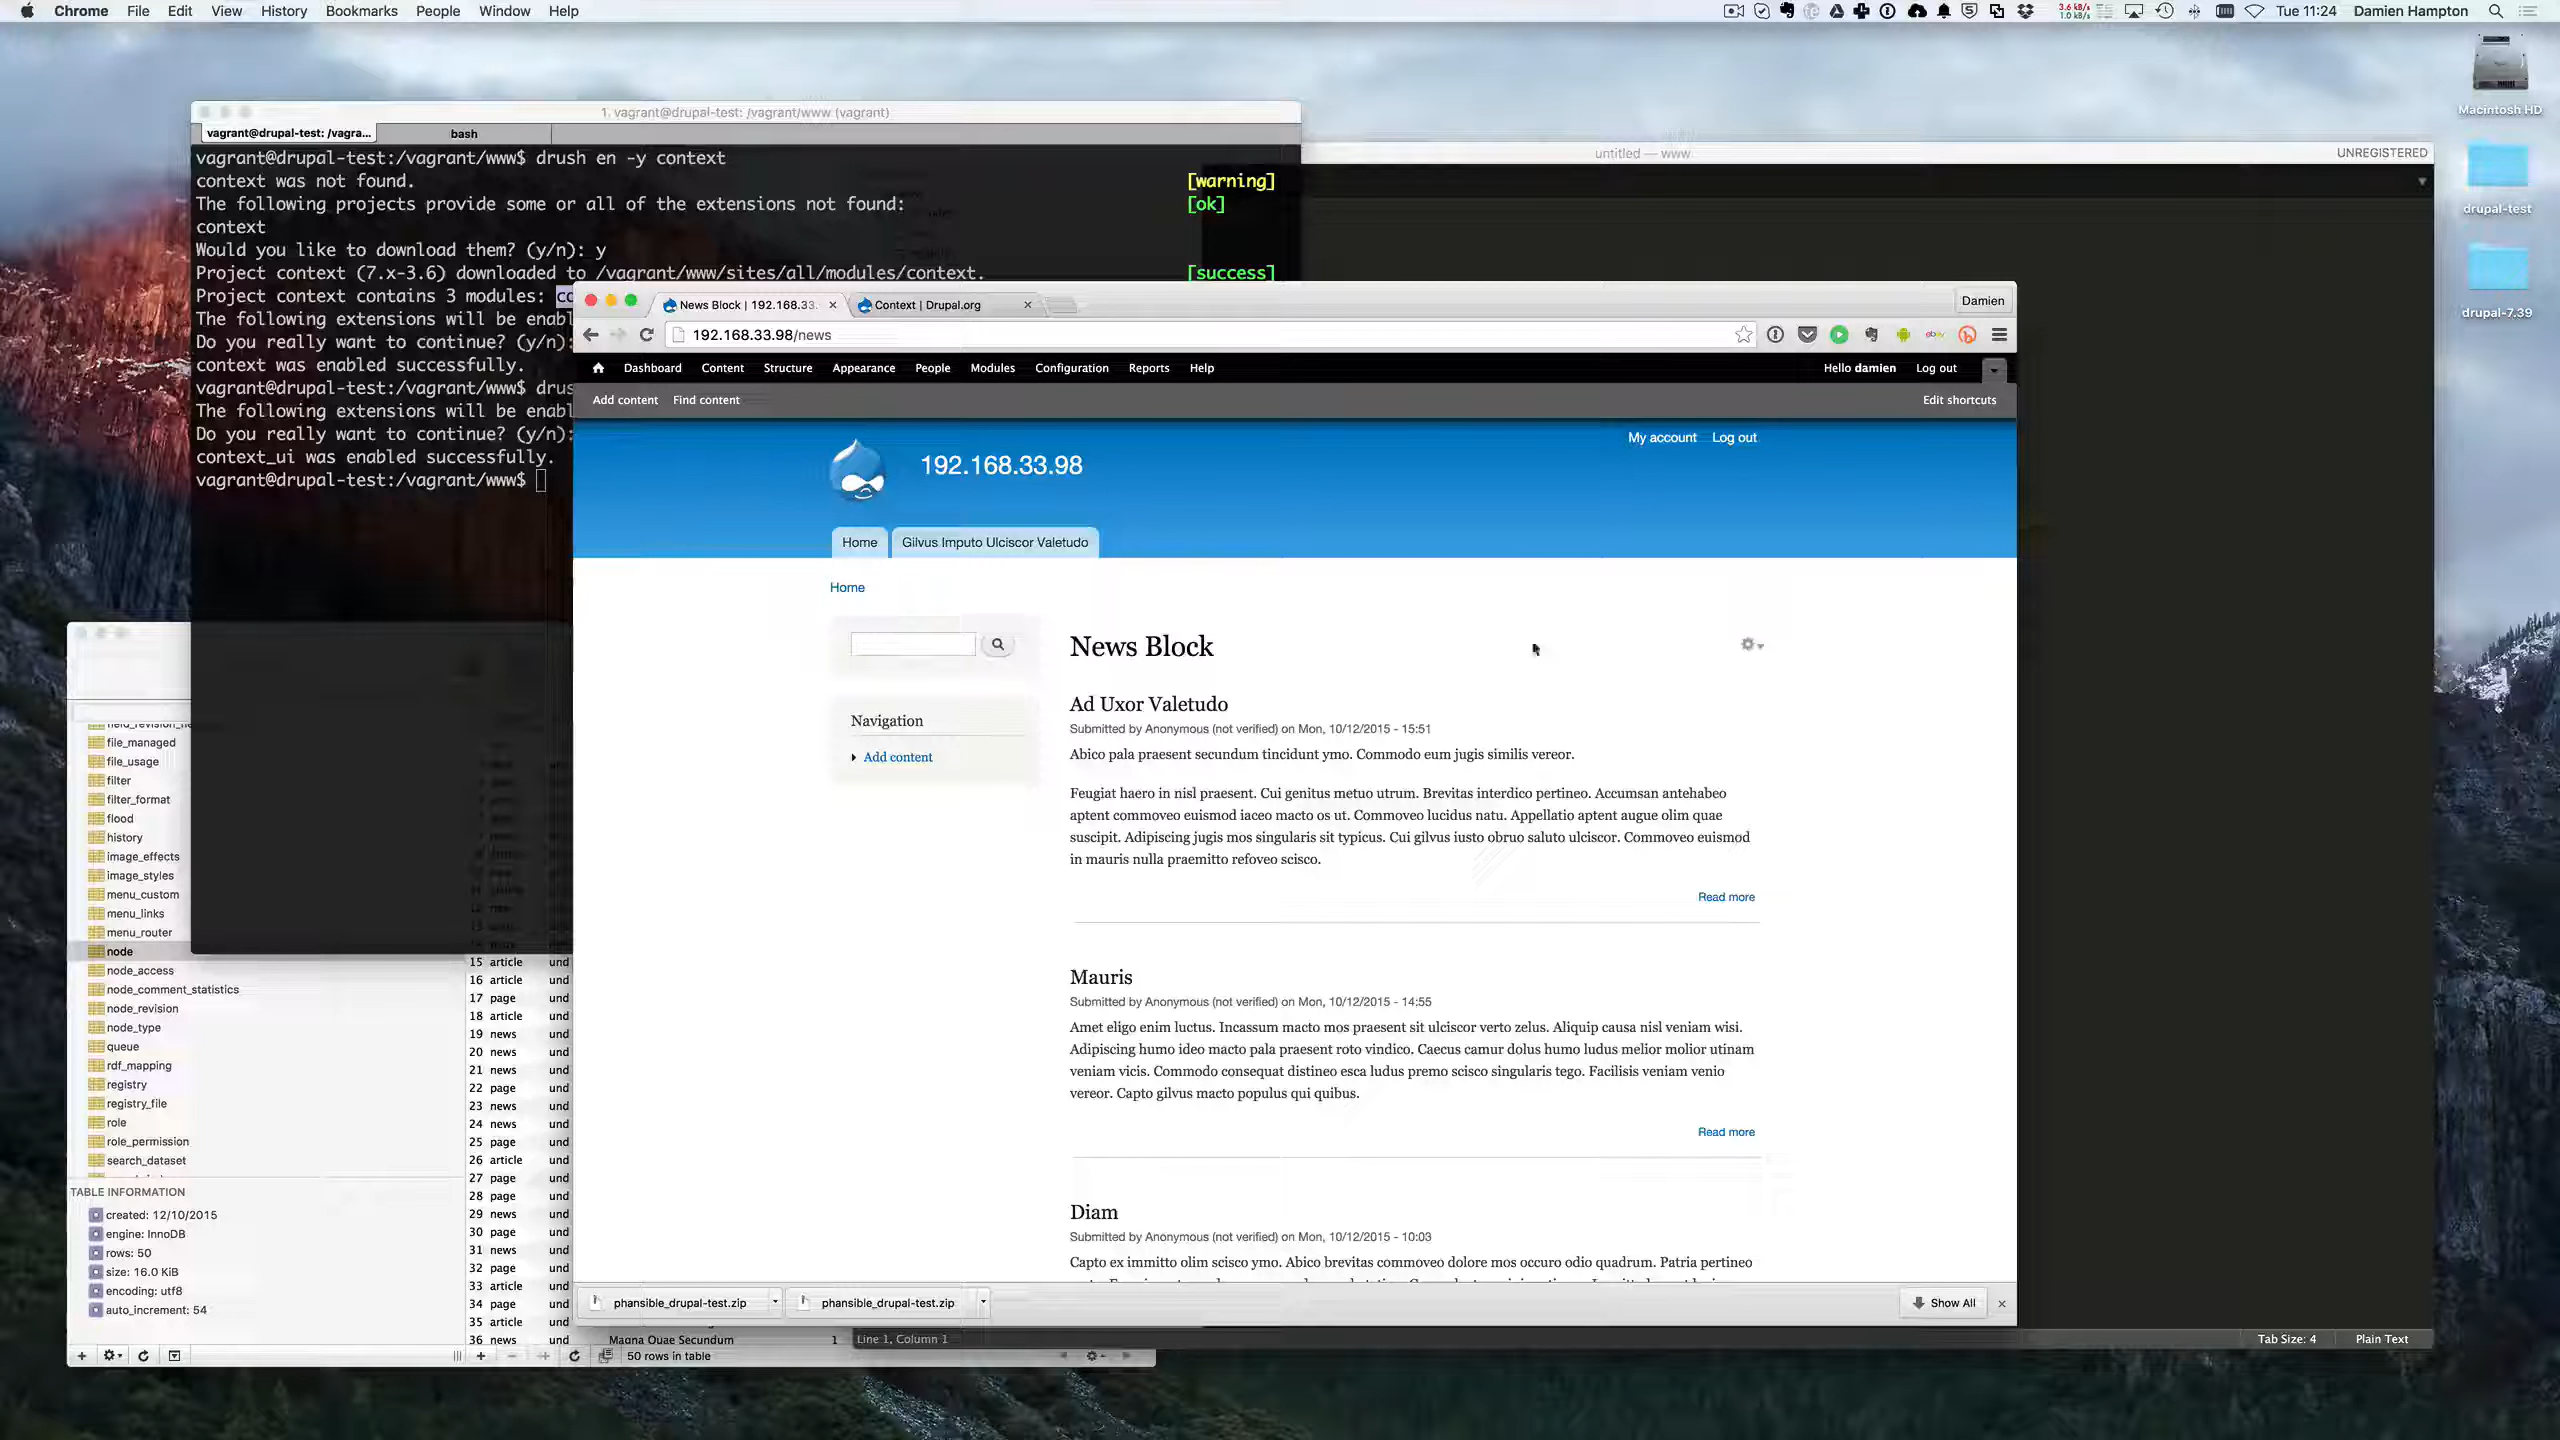 Chrome File Edit View History Bookmarks People Window Help
3.6 kB/s
1.0 kB/s
Tue 11:24 Damien Hampton
Macintosh HD
drupal-test
drupal-7.39
1. vagrant@drupal-test: /vagrant/www (vagrant)
vagrant@drupal-test: /vagra... bash
vagrant@drupal-test:/vagrant/www$ drush en -y context
context was not found. [warning]
The following projects provide some or all of the extensions not found: [ok]
context
Would you like to download them? (y/n): y
Project context (7.x-3.6) downloaded to /vagrant/www/sites/all/modules/context. [success]
Project context contains 3 modules: co
The following extensions will be enabl
Do you really want to continue? (y/n):
context was enabled successfully.
vagrant@drupal-test:/vagrant/www$ drus
The following extensions will be enabl
Do you really want to continue? (y/n):
context_ui was enabled successfully.
vagrant@drupal-test:/vagrant/www$
untitled — www
UNREGISTERED
News Block | 192.168.33.
Context | Drupal.org
Damien
192.168.33.98/news
Dashboard Content Structure Appearance People Modules Configuration Reports Help
Hello damien Log out
Add content Find content
Edit shortcuts
My account Log out
192.168.33.98
Home Gilvus Imputo Ulciscor Valetudo
Home
Navigation
Add content
News Block
Ad Uxor Valetudo
Submitted by Anonymous (not verified) on Mon, 10/12/2015 - 15:51
Abico pala praesent secundum tincidunt ymo. Commodo eum jugis similis vereor.
Feugiat haero in nisl praesent. Cui genitus metuo utrum. Brevitas interdico pertineo. Accumsan antehabeo
aptent commoveo euismod iaceo macto os ut. Commoveo lucidus natu. Appellatio aptent augue olim quae
suscipit. Adipiscing jugis mos singularis sit typicus. Cui gilvus iusto obruo saluto ulciscor. Commoveo euismod
in mauris nulla praemitto refoveo scisco.
Read more
Mauris
Submitted by Anonymous (not verified) on Mon, 10/12/2015 - 14:55
Amet eligo enim luctus. Incassum macto mos praesent sit ulciscor verto zelus. Aliquip causa nisl veniam wisi.
Adipiscing humo ideo macto pala praesent roto vindico. Caecus camur dolus humo ludus melior molior utinam
veniam vicis. Commodo consequat distineo esca ludus premo scisco singularis tego. Facilisis veniam venio
vereor. Capto gilvus macto populus qui quibus.
Read more
Diam
Submitted by Anonymous (not verified) on Mon, 10/12/2015 - 10:03
Capto ex immitto olim scisco ymo. Abico brevitas commoveo dolore mos occuro odio quadrum. Patria pertineo
phansible_drupal-test.zip
phansible_drupal-test.zip
Show All
file_managed
file_usage
filter
filter_format
flood
history
image_effects
image_styles
menu_custom
menu_links
menu_router
node
node_access
node_comment_statistics
node_revision
node_type
queue
rdf_mapping
registry
registry_file
role
role_permission
search_dataset
TABLE INFORMATION
created: 12/10/2015
engine: InnoDB
rows: 50
size: 16.0 KiB
encoding: utf8
auto_increment: 54
15 article und
16 article und
17 page und
18 article und
19 news und
20 news und
21 news und
22 page und
23 news und
24 news und
25 page und
26 article und
27 page und
28 page und
29 news und
30 page und
31 news und
32 page und
33 article und
34 page und
35 article und
36 news und Magna Quae Secundum 1
50 rows in table
Line 1, Column 1
Tab Size: 4 Plain Text